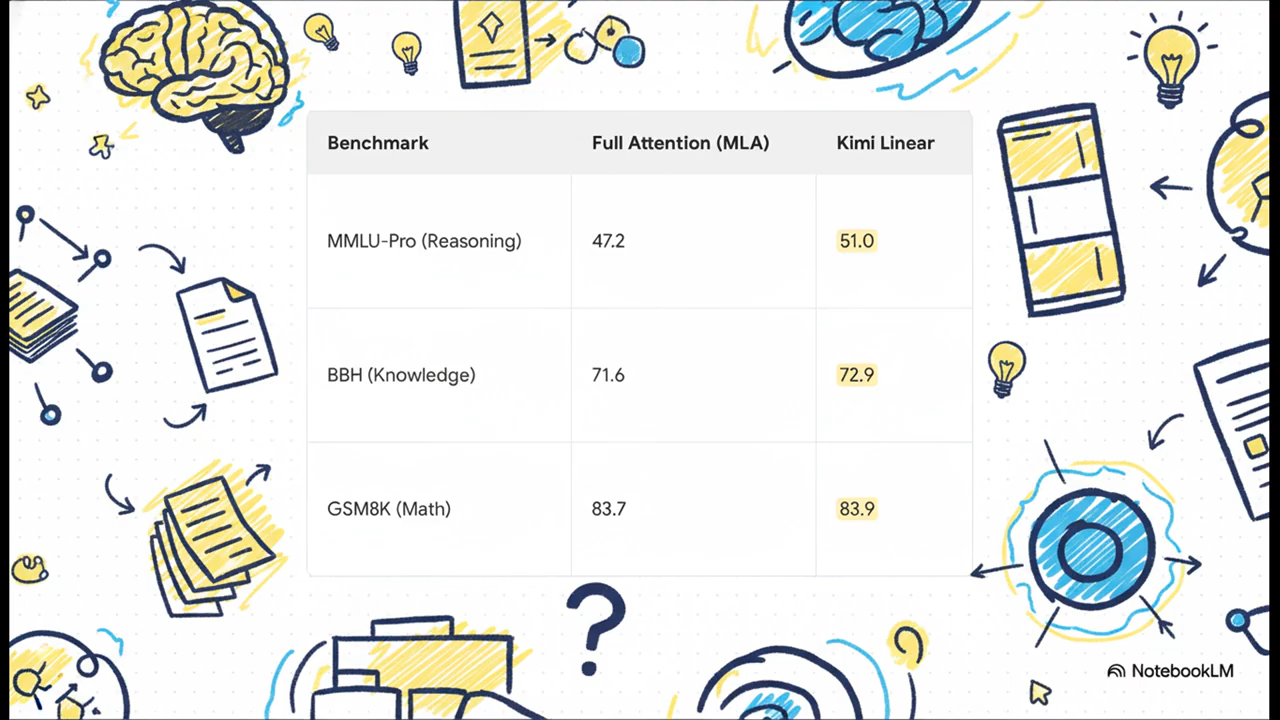 Benchmark Full Attention (MLA) Kimi Linear
MMLU-Pro (Reasoning) 47.2 51.0
BBH (Knowledge) 71.6 72.9
GSM8K (Math) 83.7 83.9
?
NotebookLM